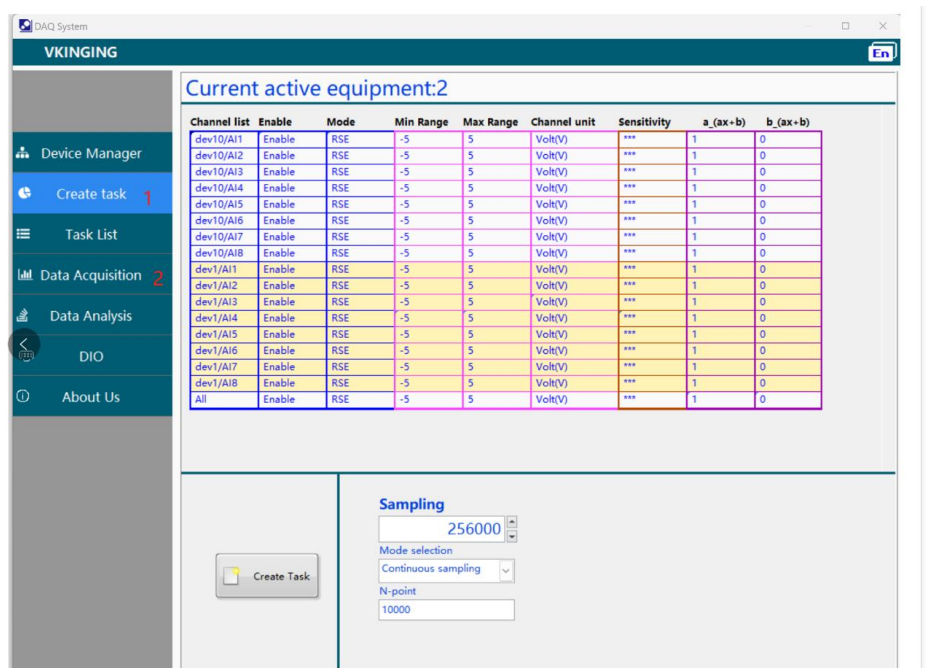 DAQ System
VKINGING
En
Current active equipment:2
Channel list Enable Mode Min Range Max Range Channel unit Sensitivity a_(ax+b) b_(ax+b)
dev10/AI1 Enable RSE -5 5 Volt(V) *** 1 0
dev10/AI2 Enable RSE -5 5 Volt(V) *** 1 0
dev10/AI3 Enable RSE -5 5 Volt(V) *** 1 0
dev10/AI4 Enable RSE -5 5 Volt(V) *** 1 0
dev10/AI5 Enable RSE -5 5 Volt(V) *** 1 0
dev10/AI6 Enable RSE -5 5 Volt(V) *** 1 0
dev10/AI7 Enable RSE -5 5 Volt(V) *** 1 0
dev10/AI8 Enable RSE -5 5 Volt(V) *** 1 0
dev1/AI1 Enable RSE -5 5 Volt(V) *** 1 0
dev1/AI2 Enable RSE -5 5 Volt(V) *** 1 0
dev1/AI3 Enable RSE -5 5 Volt(V) *** 1 0
dev1/AI4 Enable RSE -5 5 Volt(V) *** 1 0
dev1/AI5 Enable RSE -5 5 Volt(V) *** 1 0
dev1/AI6 Enable RSE -5 5 Volt(V) *** 1 0
dev1/AI7 Enable RSE -5 5 Volt(V) *** 1 0
dev1/AI8 Enable RSE -5 5 Volt(V) *** 1 0
All Enable RSE -5 5 Volt(V) *** 1 0
Device Manager
Create task 1
Task List
Data Acquisition 2
Data Analysis
DIO
About Us
Create Task
Sampling
256000
Mode selection
Continuous sampling
N-point
10000